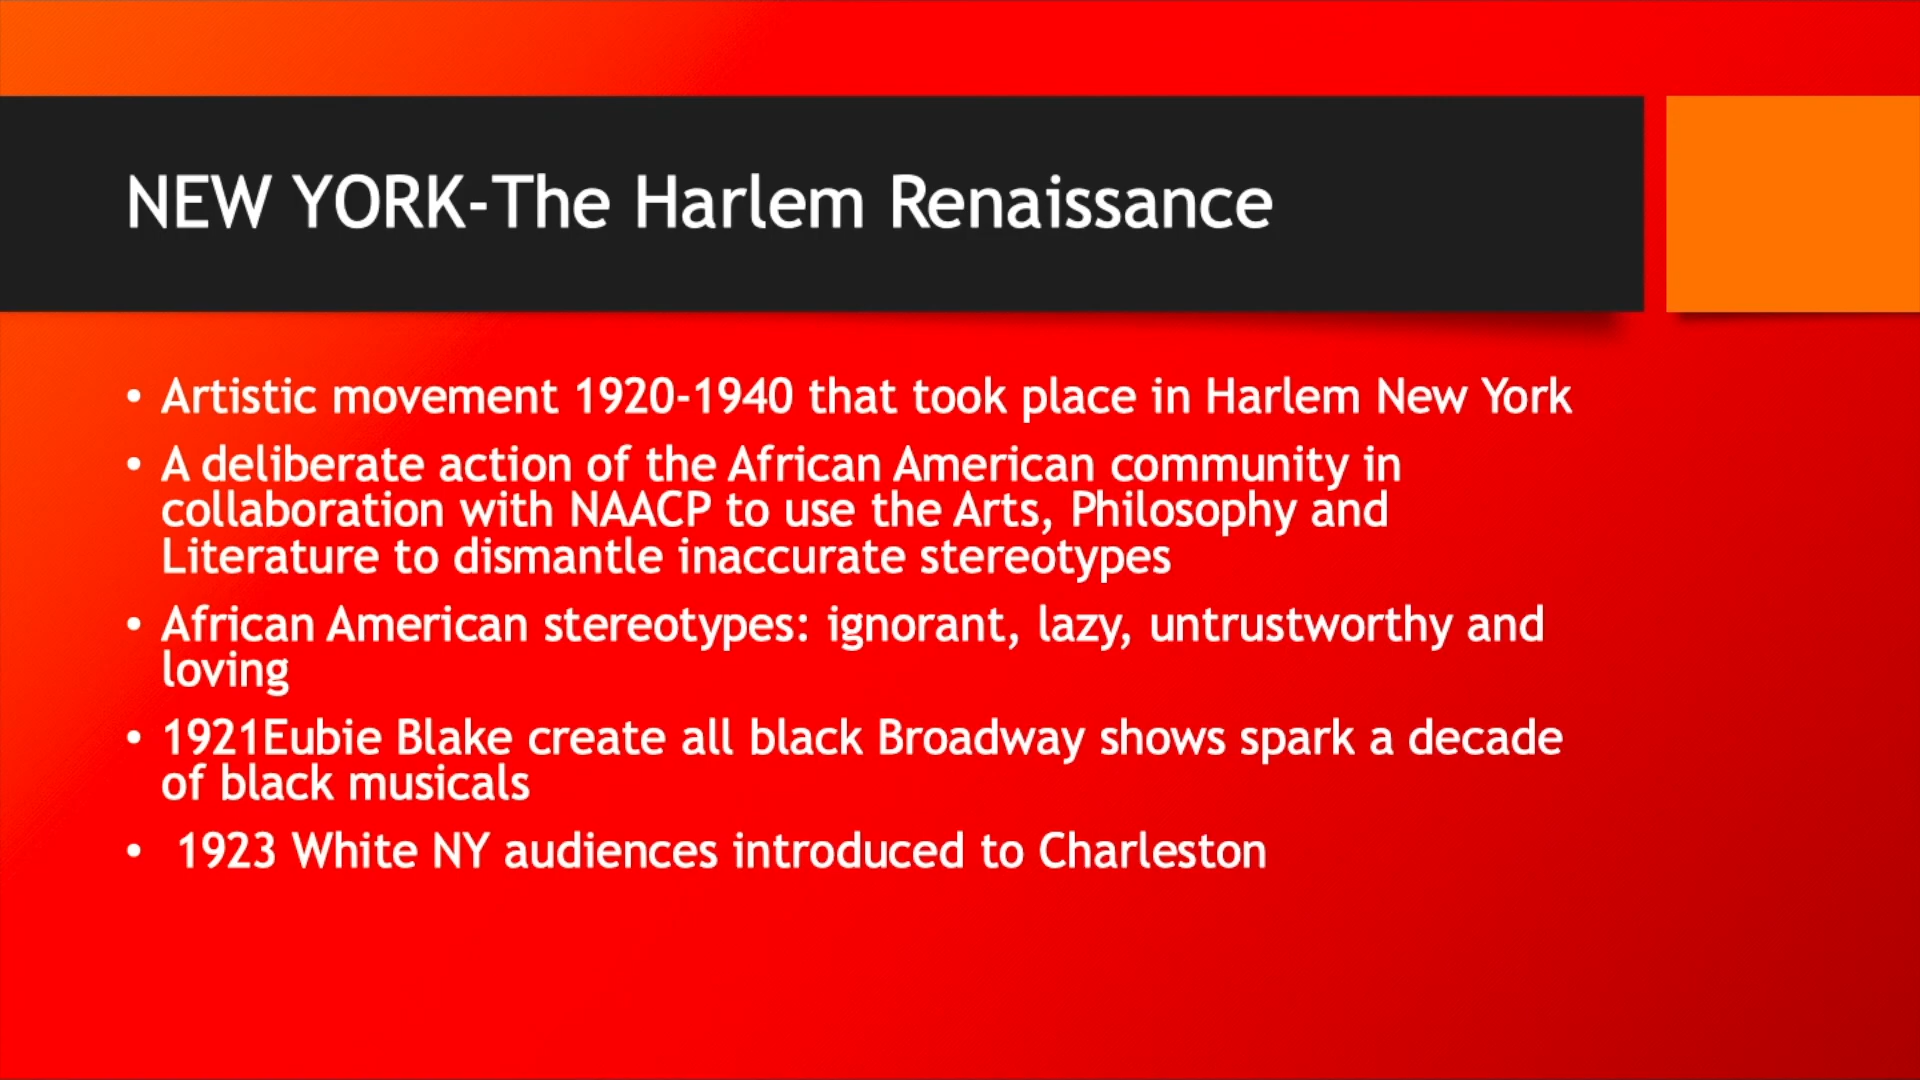 NEW YORK-The Harlem Renaissance
• Artistic movement 1920-1940 that took place in Harlem New York
• A deliberate action of the African American community in
collaboration with NAACP to use the Arts, Philosophy and
Literature to dismantle inaccurate stereotypes
• African American stereotypes: ignorant, lazy, untrustworthy and
loving
• 1921Eubie Blake create all black Broadway shows spark a decade
of black musicals
• 1923 White NY audiences introduced to Charleston